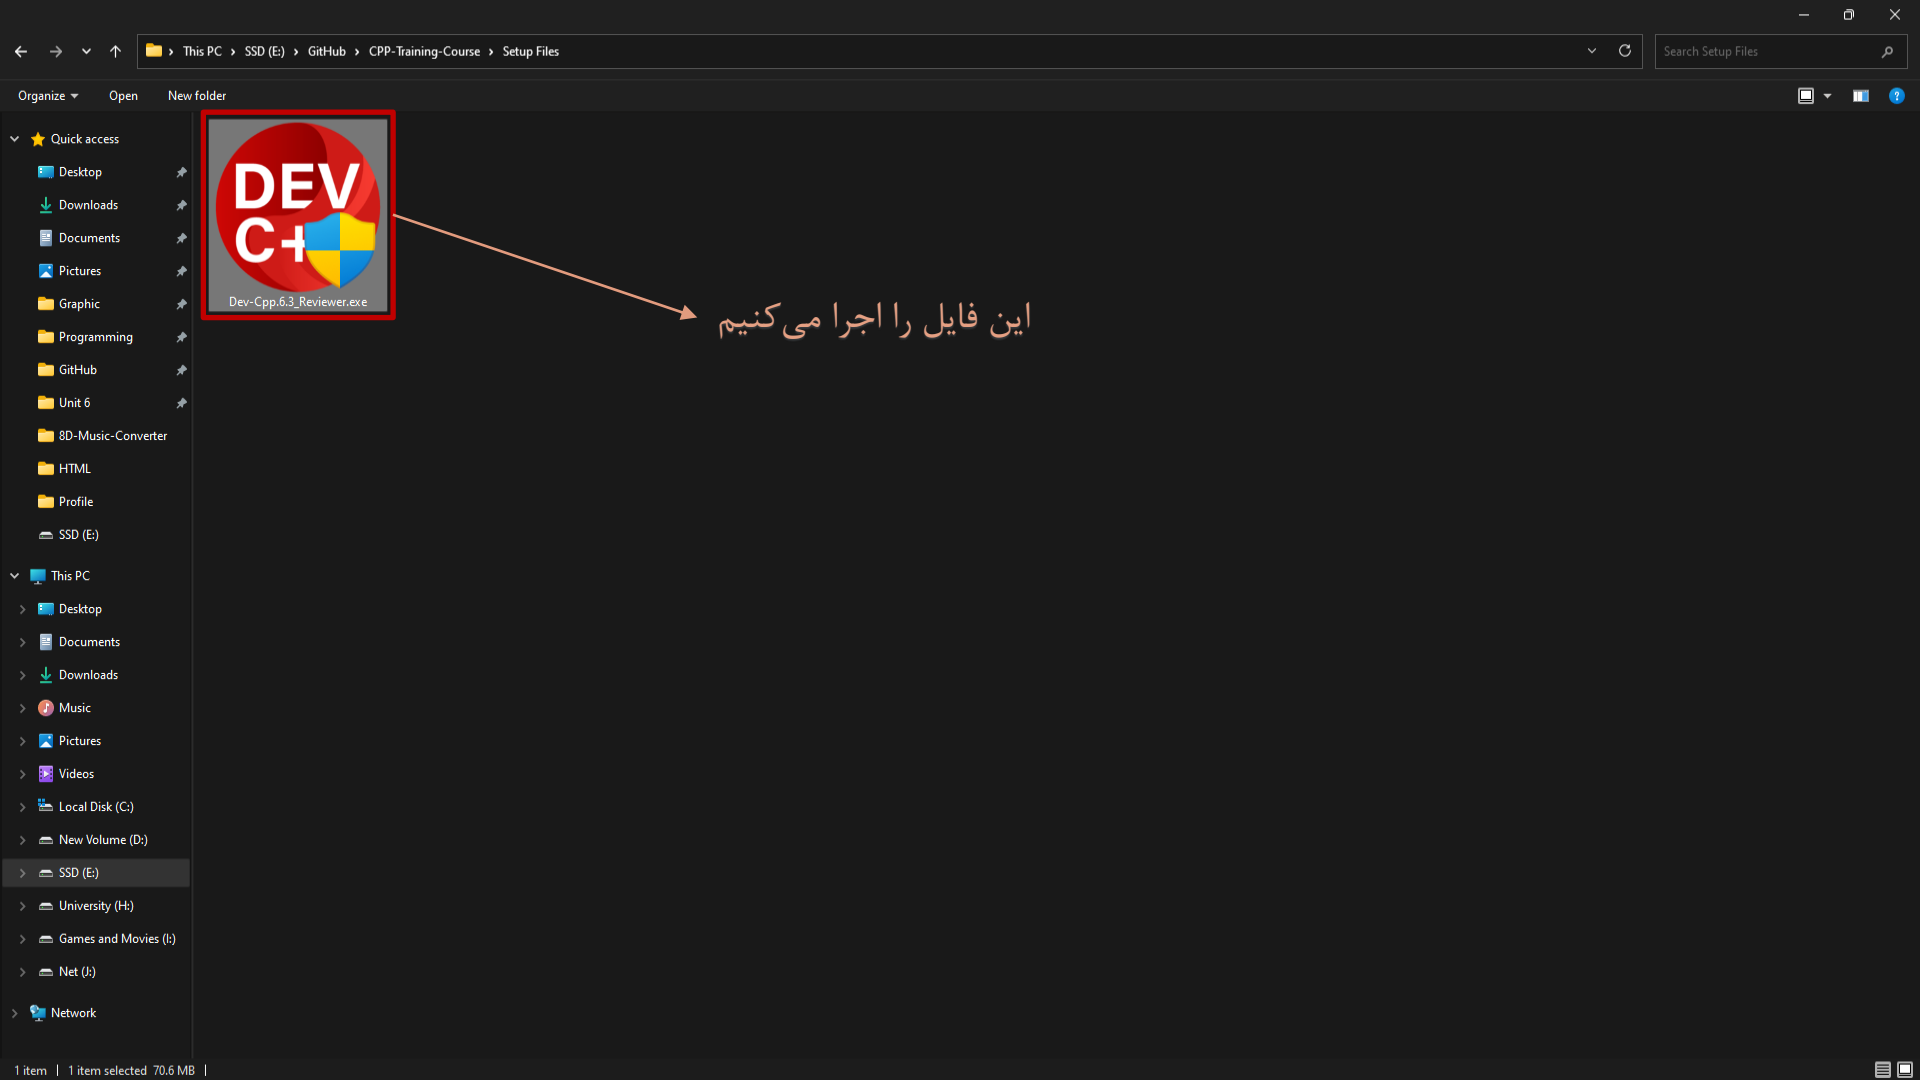 This PC
SSD (E:)
GitHub
CPP-Training-Course
Setup Files
Search Setup Files
Organize
Open
New folder
Quick access
Desktop
Downloads
Documents
Pictures
Graphic
Programming
GitHub
Unit 6
8D-Music-Converter
HTML
Profile
SSD (E:)
This PC
Desktop
Documents
Downloads
Music
Pictures
Videos
Local Disk (C:)
New Volume (D:)
SSD (E:)
University (H:)
Games and Movies (I:)
Net (J:)
Network
DEV
C+
Dev-Cpp.6.3_Reviewer.exe
این فایل را اجرا می‌کنیم
1 item
1 item selected 70.6 MB